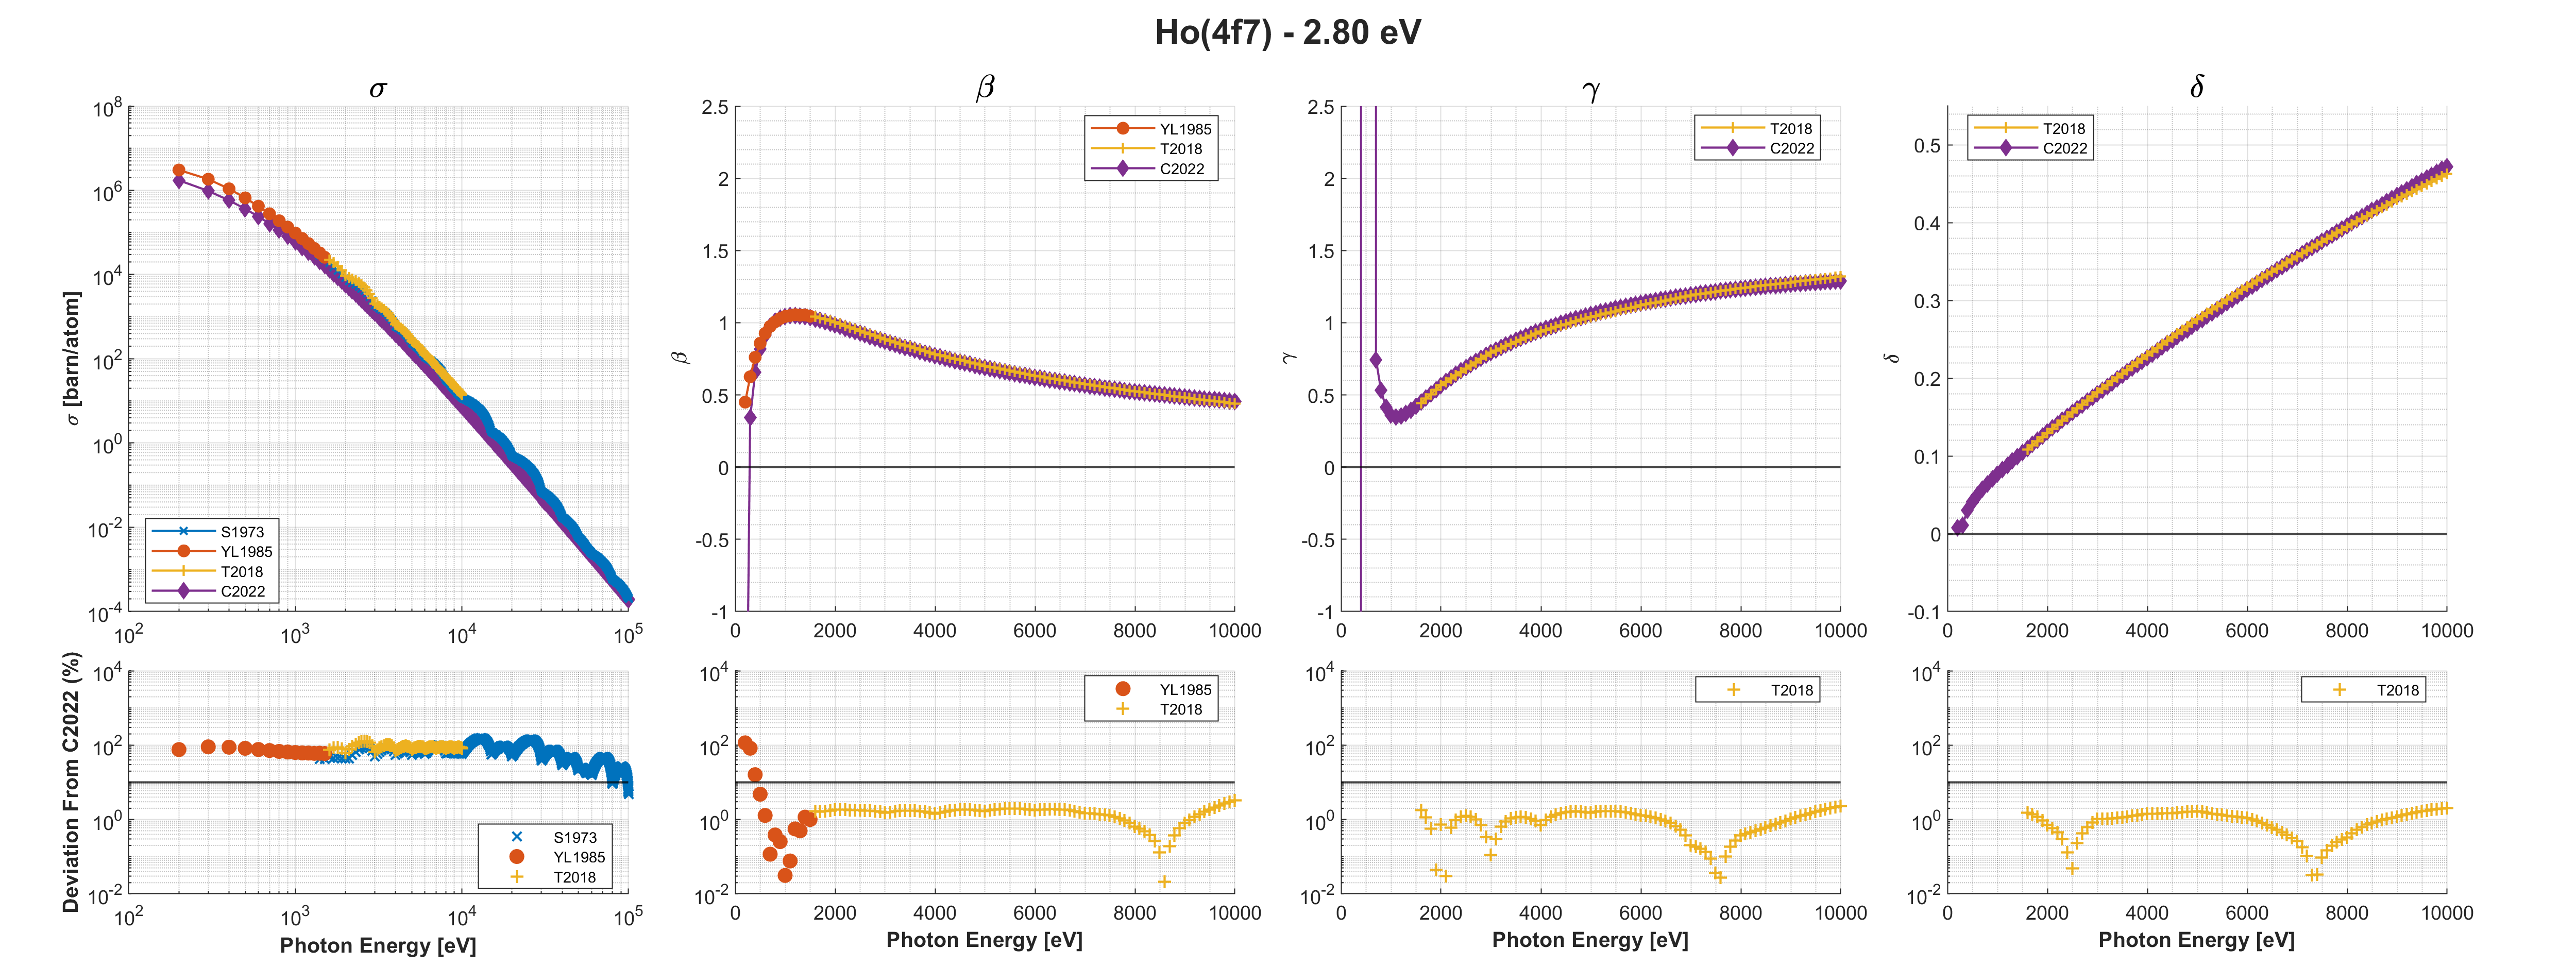 Ho(4f7) - 2.80 eV
σ
σ [barn/atom]
10^8
10^6
10^4
10^2
10^0
10^-2
10^-4
10^2 10^3 10^4 10^5
S1973
YL1985
T2018
C2022
β
β
2.5
2
1.5
1
0.5
0
-0.5
-1
0 2000 4000 6000 8000 10000
YL1985
T2018
C2022
γ
γ
2.5
2
1.5
1
0.5
0
-0.5
-1
0 2000 4000 6000 8000 10000
T2018
C2022
δ
δ
0.5
0.4
0.3
0.2
0.1
0
-0.1
0 2000 4000 6000 8000 10000
T2018
C2022
Deviation From C2022 (%)
10^4
10^2
10^0
10^-2
10^2 10^3 10^4 10^5
Photon Energy [eV]
S1973
YL1985
T2018
10^4
10^2
10^0
10^-2
0 2000 4000 6000 8000 10000
Photon Energy [eV]
YL1985
T2018
10^4
10^2
10^0
10^-2
0 2000 4000 6000 8000 10000
Photon Energy [eV]
T2018
10^4
10^2
10^0
10^-2
0 2000 4000 6000 8000 10000
Photon Energy [eV]
T2018